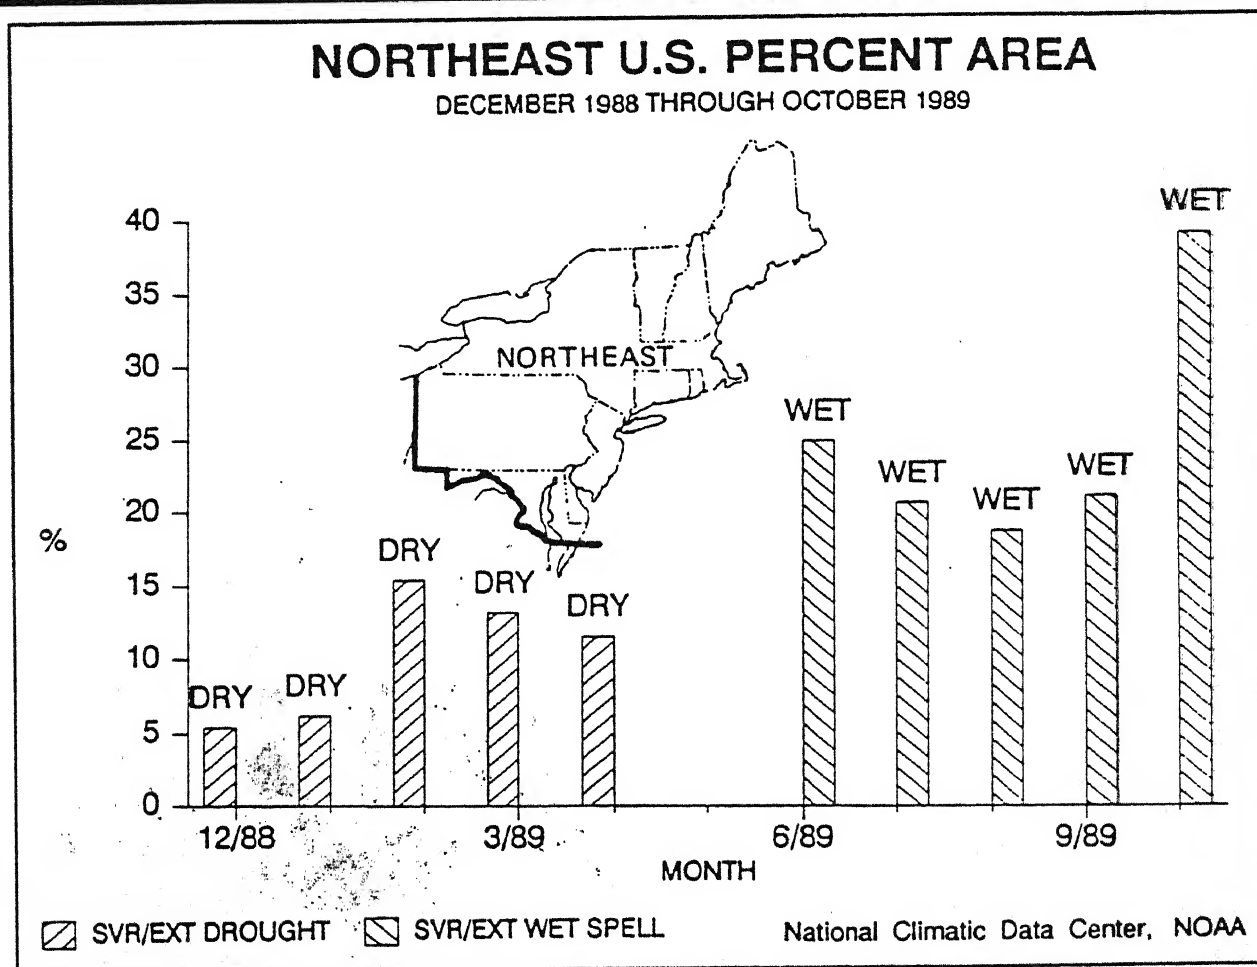 NORTHEAST U.S. PERCENT AREA
DECEMBER 1988 THROUGH OCTOBER 1989
WET
40
35
NORTHEAST
30
WET
25
WET
WET
WET
20
%
DRY
DRY
DRY
15
10
DRY
DRY
5
0
12/88
3/89
6/89
9/89
MONTH
SVR/EXT DROUGHT
SVR/EXT WET SPELL
National Climatic Data Center, NOAA